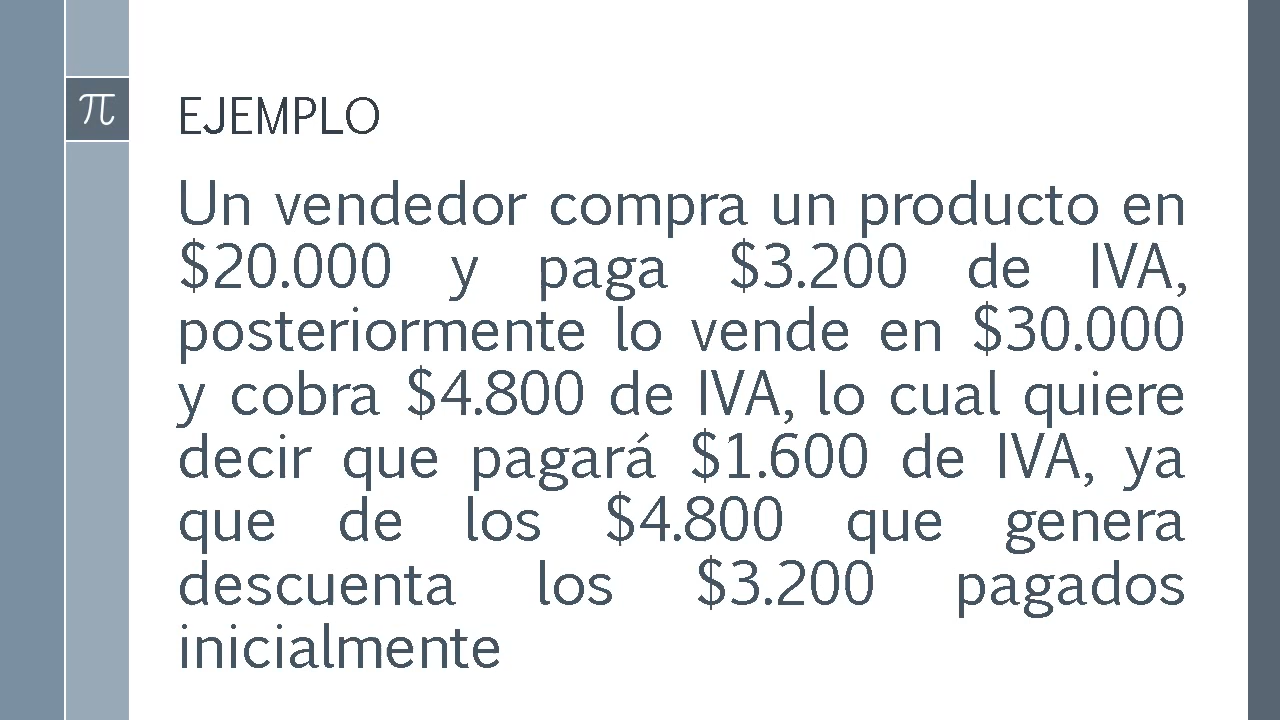 π
EJEMPLO
Un vendedor compra un producto en
$20.000 y paga $3.200 de IVA,
posteriormente lo vende en $30.000
y cobra $4.800 de IVA, lo cual quiere
decir que pagará $1.600 de IVA, ya
que de los $4.800 que genera
descuenta los $3.200 pagados
inicialmente